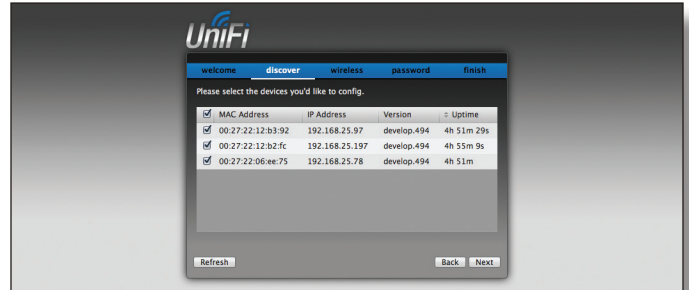 UniFi
welcome discover wireless password finish
Please select the devices you'd like to config.
MAC Address IP Address Version Uptime
00:27:22:12:b3:92 192.168.25.97 develop.494 4h 51m 29s
00:27:22:12:b2:fc 192.168.25.197 develop.494 4h 55m 9s
00:27:22:06:ee:75 192.168.25.78 develop.494 4h 51m
Refresh Back Next